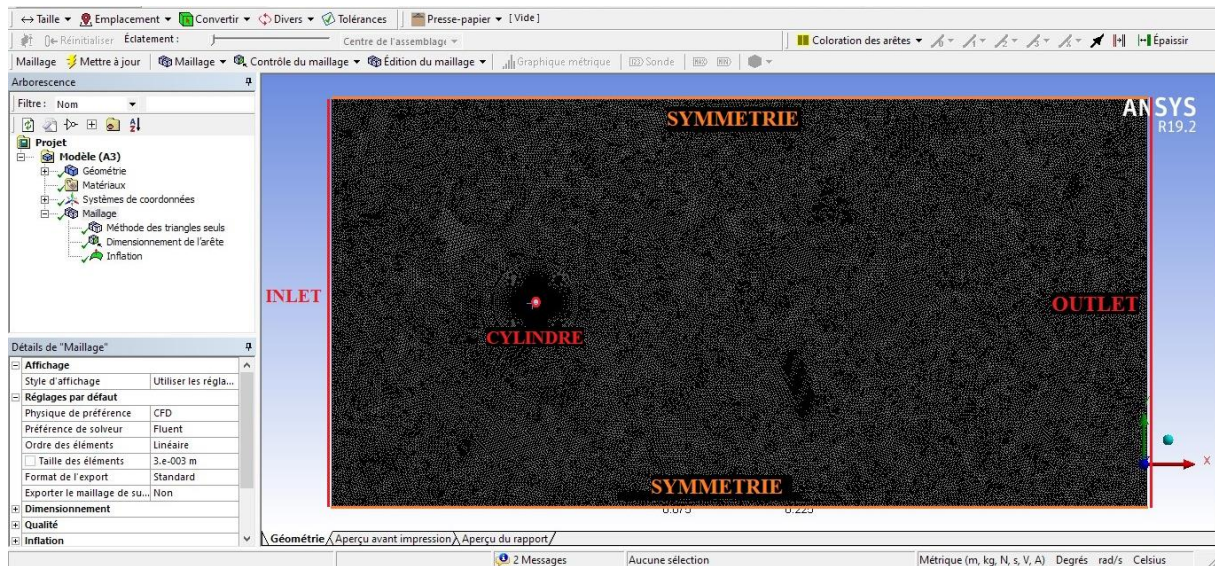 Taille Emplacement Convertir Divers Tolérances Presse-papier [Vide]
Réinitialiser Éclatement : Centre de l'assemblage Coloration des arêtes Épaissir
Maillage Mettre à jour Maillage Contrôle du maillage Édition du maillage Graphique métrique Sonde
Arborescence
Filtre : Nom
Projet
Modèle (A3)
Géométrie
Matériaux
Systèmes de coordonnées
Maillage
Méthode des triangles seuls
Dimensionnement de l'arête
Inflation
Détails de "Maillage"
Affichage
Style d'affichage Utiliser les régla...
Réglages par défaut
Physique de préférence CFD
Préférence de solveur Fluent
Ordre des éléments Linéaire
Taille des éléments 3.e-003 m
Format de l'export Standard
Exporter le maillage de su... Non
Dimensionnement
Qualité
Inflation
SYMMETRIE
ANSYS
R19.2
INLET
CYLINDRE
OUTLET
SYMMETRIE
0.075 0.225
X
Géométrie Aperçu avant impression Aperçu du rapport
2 Messages Aucune sélection Métrique (m, kg, N, s, V, A) Degrés rad/s Celsius